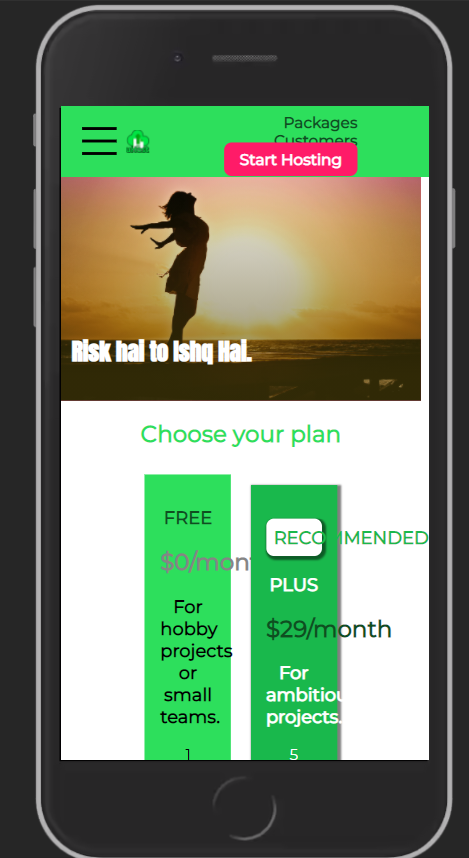 Packages
Customers
Start Hosting
Risk hai to Ishq Hai.
Choose your plan
FREE
$0/mont
For
hobby
projects
or
small
teams.
1
RECOMMENDED
PLUS
$29/month
For
ambitiou
projects.
5